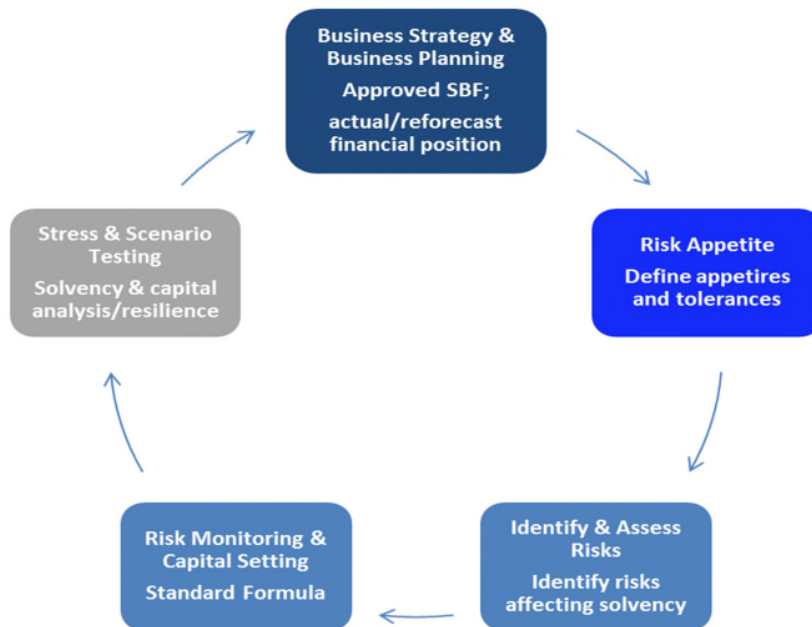 Business Strategy &
Business Planning
Approved SBF;
actual/reforecast
financial position
Risk Appetite
Define appetires
and tolerances
Identify & Assess
Risks
Identify risks
affecting solvency
Risk Monitoring &
Capital Setting
Standard Formula
Stress & Scenario
Testing
Solvency & capital
analysis/resilience